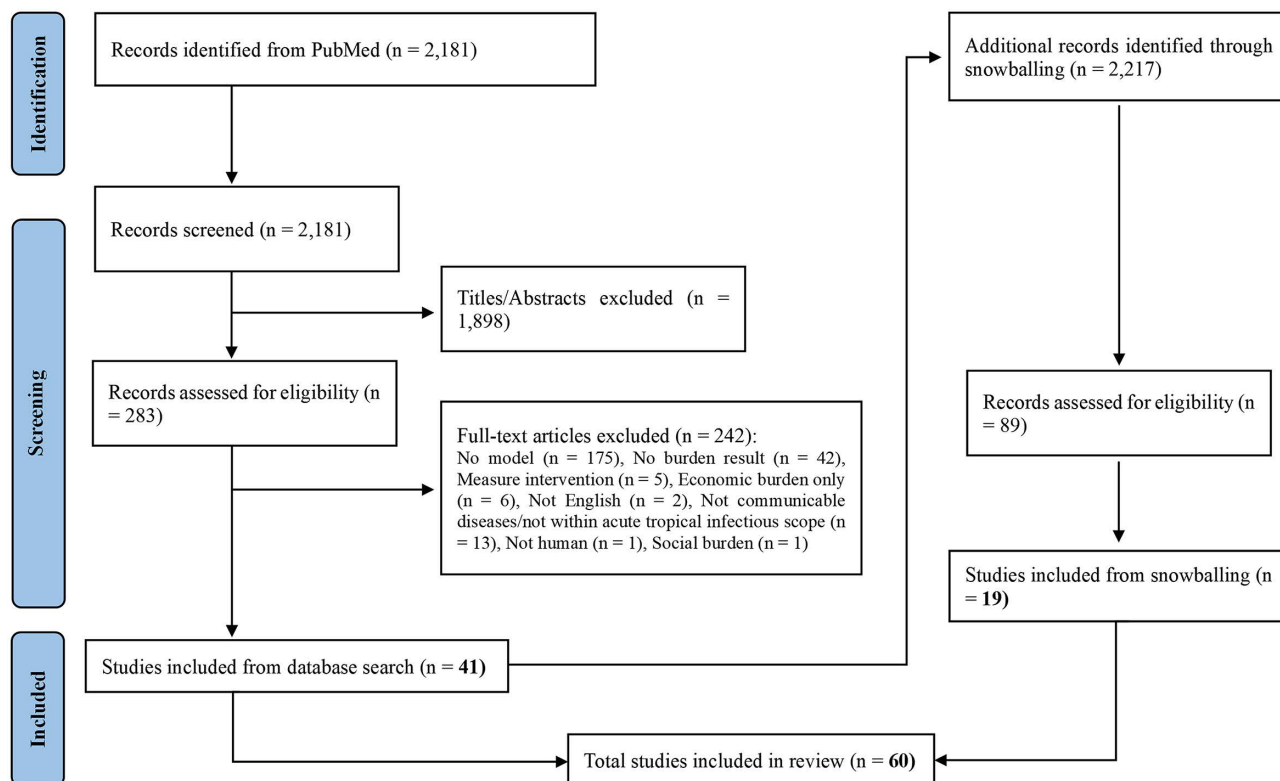 Identification
Records identified from PubMed (n = 2,181)
Additional records identified through
snowballing (n = 2,217)
Screening
Records screened (n = 2,181)
Titles/Abstracts excluded (n =
1,898)
Records assessed for eligibility (n
= 283)
Full-text articles excluded (n = 242):
No model (n = 175), No burden result (n = 42),
Measure intervention (n = 5), Economic burden only
(n = 6), Not English (n = 2), Not communicable
diseases/not within acute tropical infectious scope (n
= 13), Not human (n = 1), Social burden (n = 1)
Records assessed for eligibility (n
= 89)
Studies included from snowballing (n
= 19)
Included
Studies included from database search (n = 41)
Total studies included in review (n = 60)